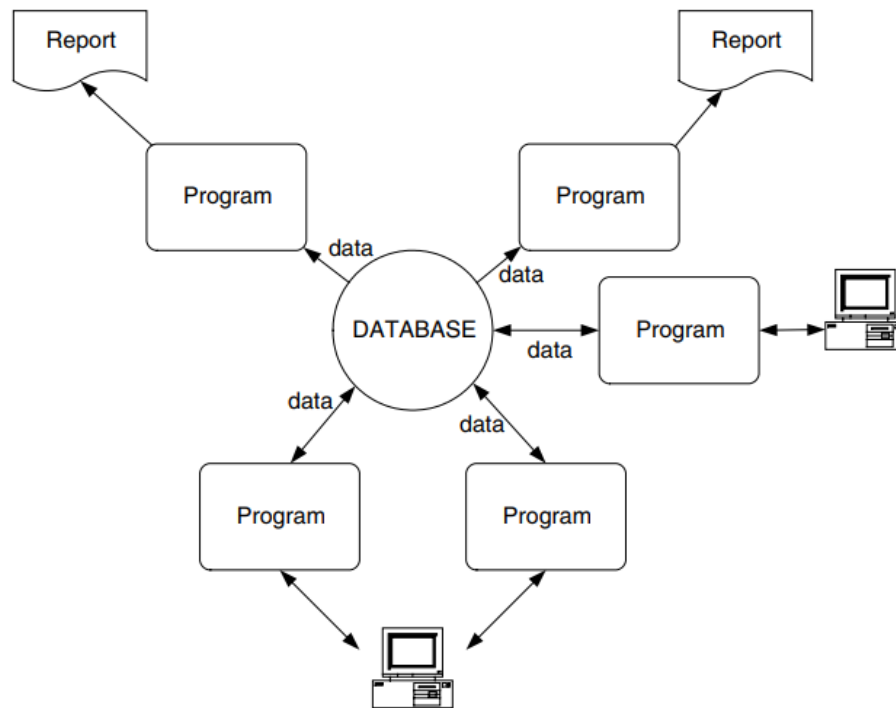 Report
Report
Program
Program
data
data
DATABASE
Program
data
data
data
Program
Program